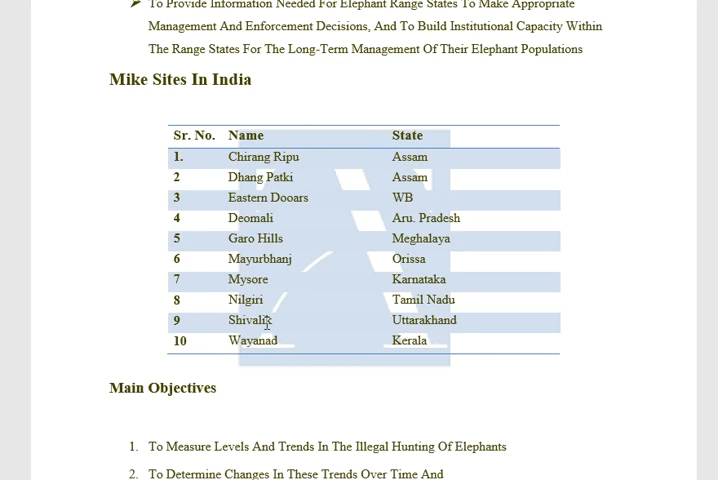 To Provide Information Needed For Elephant Range States To Make Appropriate
Management And Enforcement Decisions, And To Build Institutional Capacity Within
The Range States For The Long-Term Management Of Their Elephant Populations
Mike Sites In India
Sr. No. Name State
1. Chirang Ripu Assam
2 Dhang Patki Assam
3 Eastern Dooars WB
4 Deomali Aru. Pradesh
5 Garo Hills Meghalaya
6 Mayurbhanj Orissa
7 Mysore Karnataka
8 Nilgiri Tamil Nadu
9 Shivalik Uttarakhand
10 Wayanad Kerala
Main Objectives
1. To Measure Levels And Trends In The Illegal Hunting Of Elephants
2. To Determine Changes In These Trends Over Time And